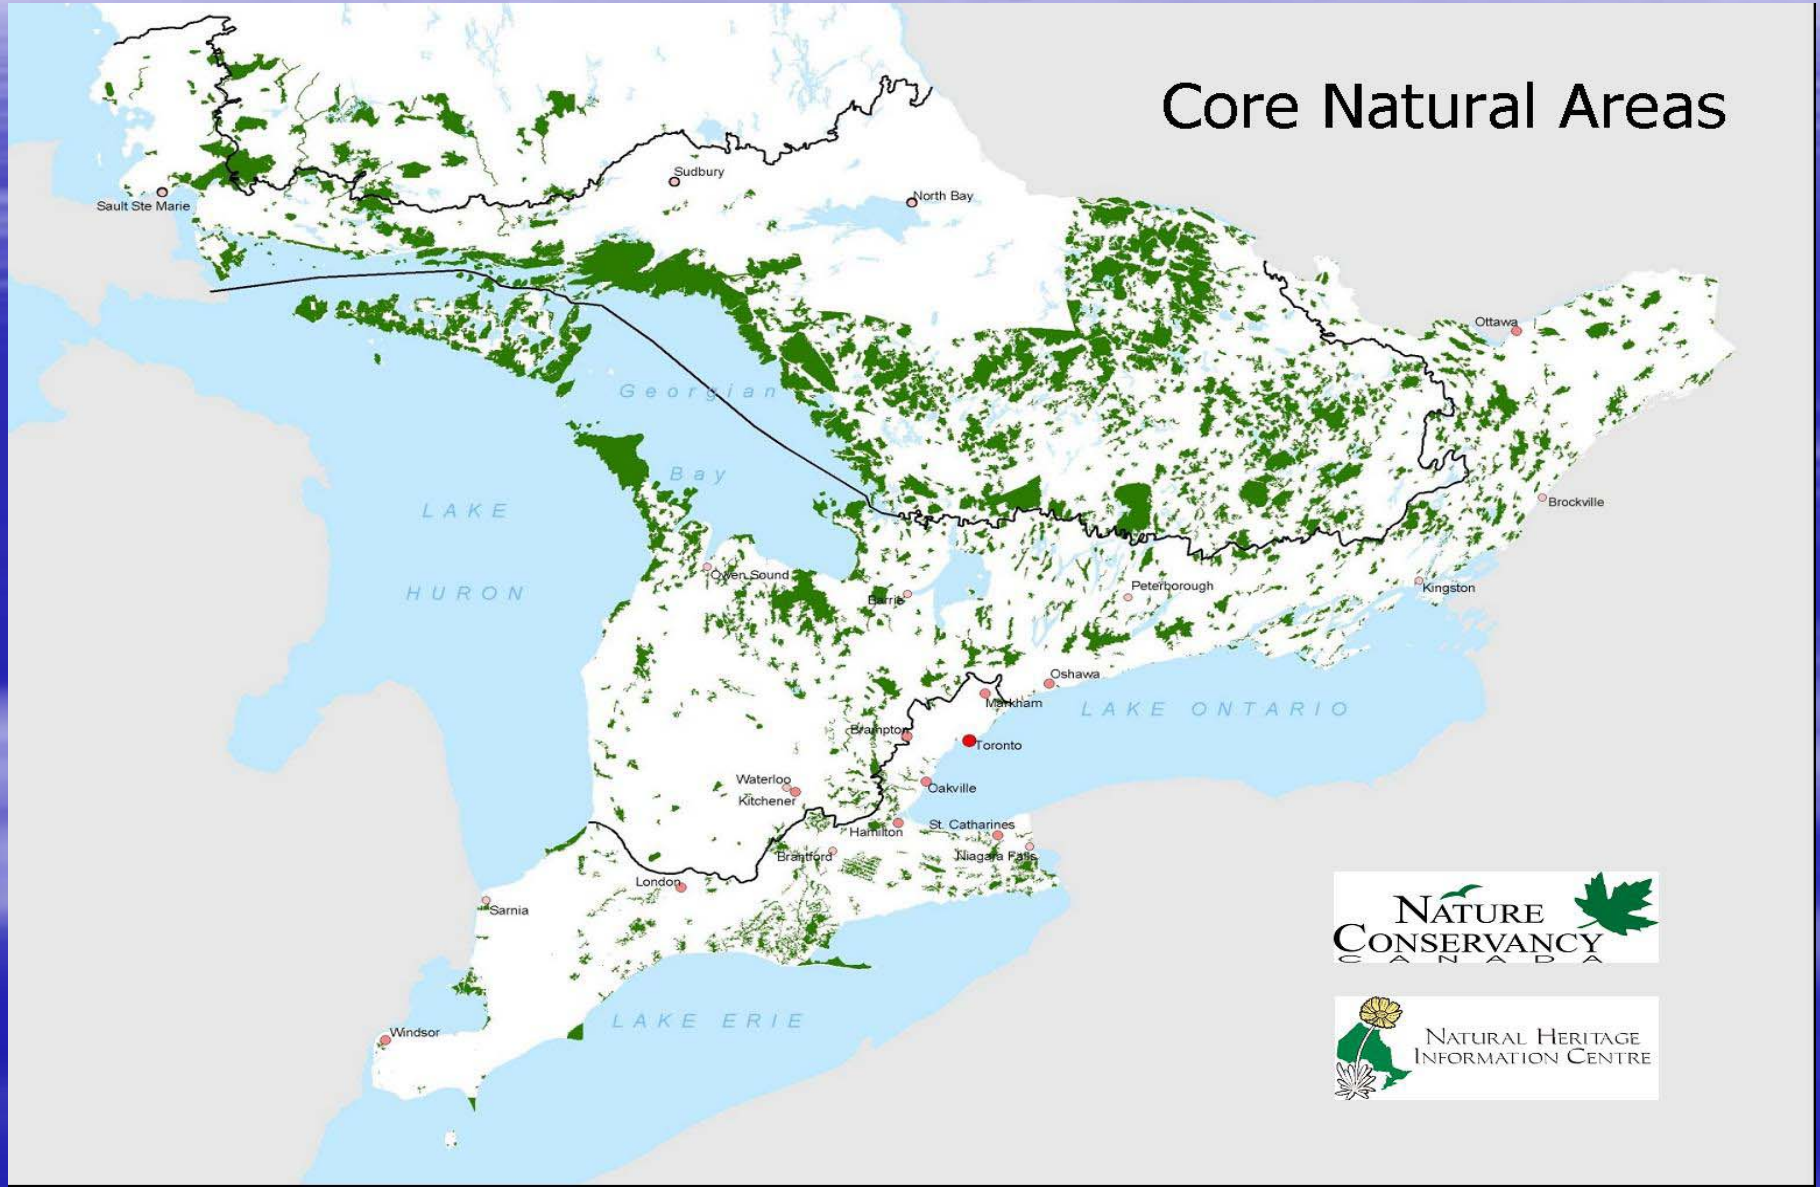 Core Natural Areas
Sudbury
North Bay
Sault Ste Marie
Ottawa
Georgian
Bay
LAKE
HURON
Brockville
Owen Sound
Barrie
Peterborough
Kingston
Oshawa
Markham
LAKE ONTARIO
Brampton
Toronto
Waterloo
Kitchener
Oakville
Hamilton
St. Catharines
Brantford
Niagara Falls
London
Sarnia
Windsor
LAKE ERIE
NATURE
CONSERVANCY
CANADA
NATURAL HERITAGE
INFORMATION CENTRE